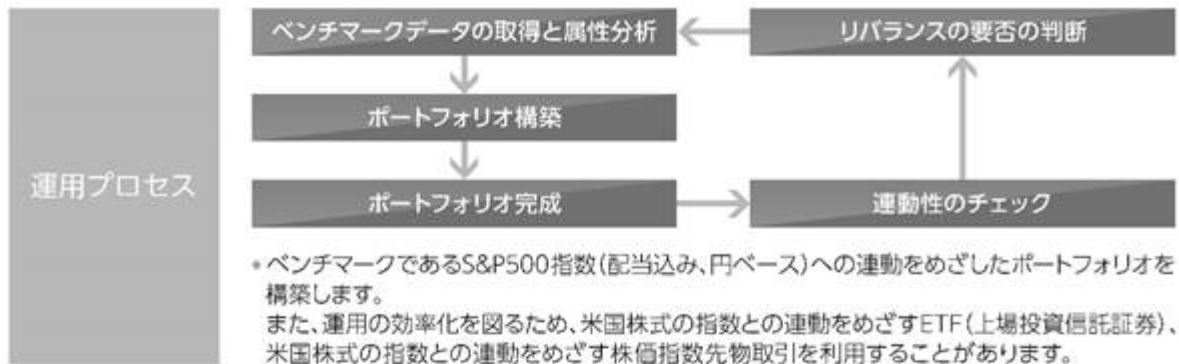 運用プロセス
ベンチマークデータの取得と属性分析
リバランスの要否の判断
ポートフォリオ構築
ポートフォリオ完成
連動性のチェック
*ベンチマークであるS&P500指数(配当込み、円ベース)への連動をめざしたポートフォリオを
構築します。
また、運用の効率化を図るため、米国株式の指数との連動をめざすETF(上場投資信託証券)、
米国株式の指数との連動をめざす株価指数先物取引を利用することがあります。